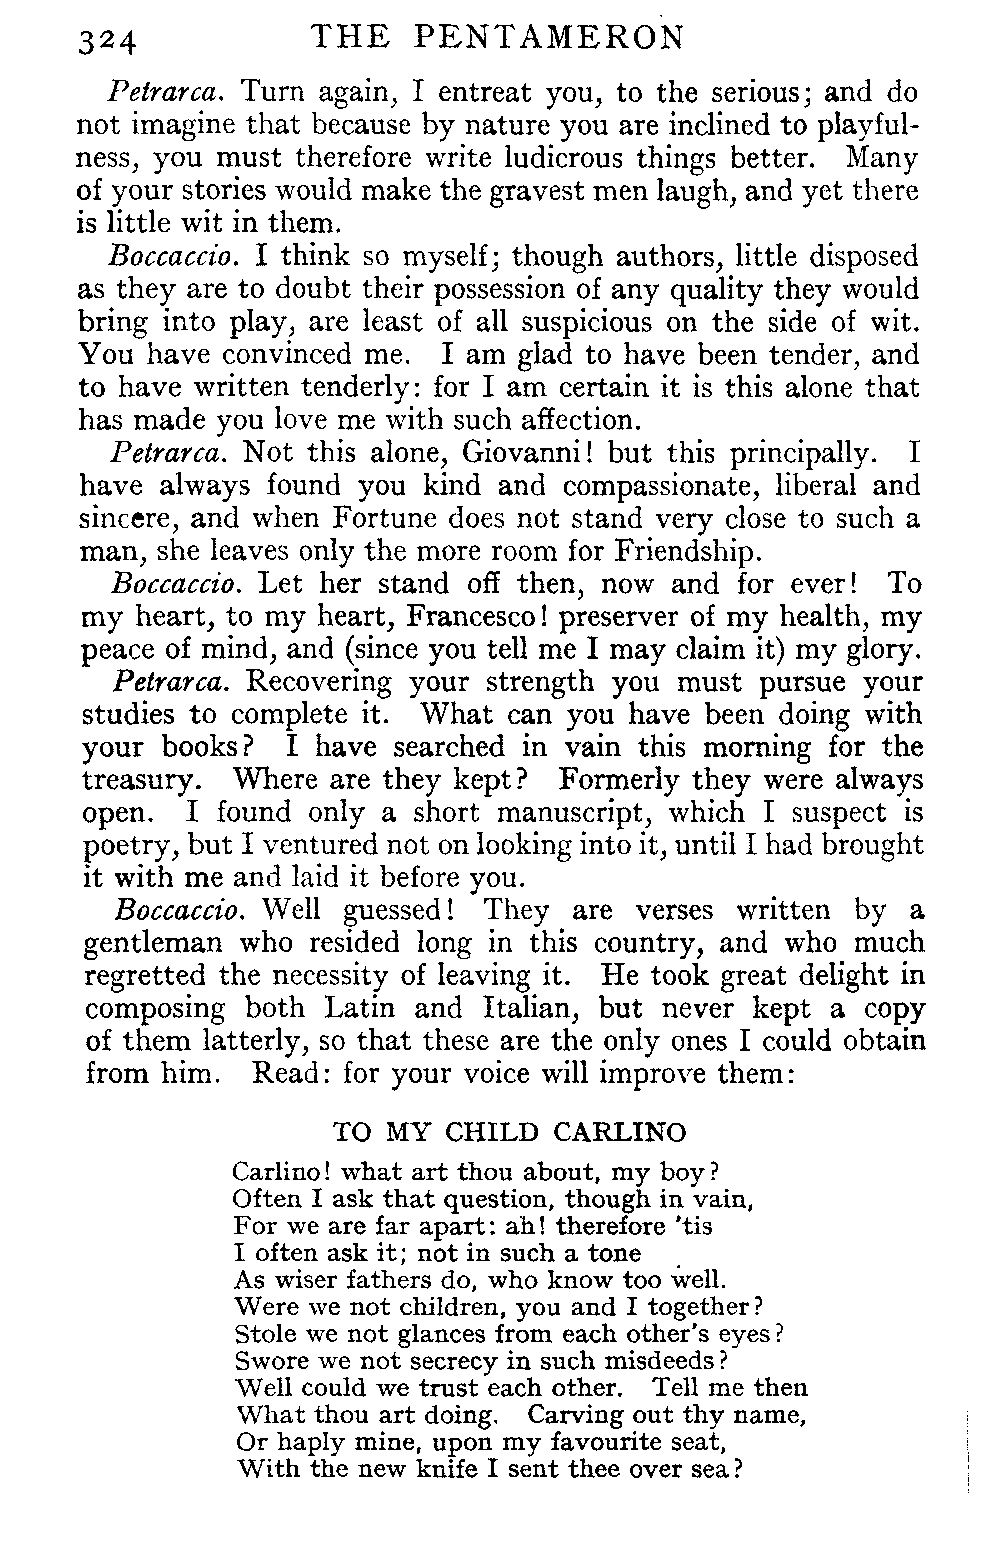 324 THE PENTAMERON
Petrarca. Turn again, I entreat you, to the serious; and do
not imagine that because by nature you are inclined to playful-
ness, you must therefore write ludicrous things better. Many
of your stories would make the gravest men laugh, and yet there
is little wit in them.
Boccaccio. I think so myself; though authors, little disposed
as they are to doubt their possession of any quality they would
bring into play, are least of all suspicious on the side of wit.
You have convinced me. I am glad to have been tender, and
to have written tenderly: for I am certain it is this alone that
has made you love me with such affection.
Petrarca. Not this alone, Giovanni! but this principally. I
have always found you kind and compassionate, liberal and
sincere, and when Fortune does not stand very close to such a
man, she leaves only the more room for Friendship.
Boccaccio. Let her stand off then, now and for ever! To
my heart, to my heart, Francesco! preserver of my health, my
peace of mind, and (since you tell me I may claim it) my glory.
Petrarca. Recovering your strength you must pursue your
studies to complete it. What can you have been doing with
your books? I have searched in vain this morning for the
treasury. Where are they kept? Formerly they were always
open. I found only a short manuscript, which I suspect is
poetry, but I ventured not on looking into it, until I had brought
it with me and laid it before you.
Boccaccio. Well guessed! They are verses written by a
gentleman who resided long in this country, and who much
regretted the necessity of leaving it. He took great delight in
composing both Latin and Italian, but never kept a copy
of them latterly, so that these are the only ones I could obtain
from him. Read: for your voice will improve them:
TO MY CHILD CARLINO
Carlino! what art thou about, my boy?
Often I ask that question, though in vain,
For we are far apart: ah! therefore 'tis
I often ask it; not in such a tone
As wiser fathers do, who know too well.
Were we not children, you and I together?
Stole we not glances from each other's eyes?
Swore we not secrecy in such misdeeds?
Well could we trust each other. Tell me then
What thou art doing. Carving out thy name,
Or haply mine, upon my favourite seat,
With the new knife I sent thee over sea?